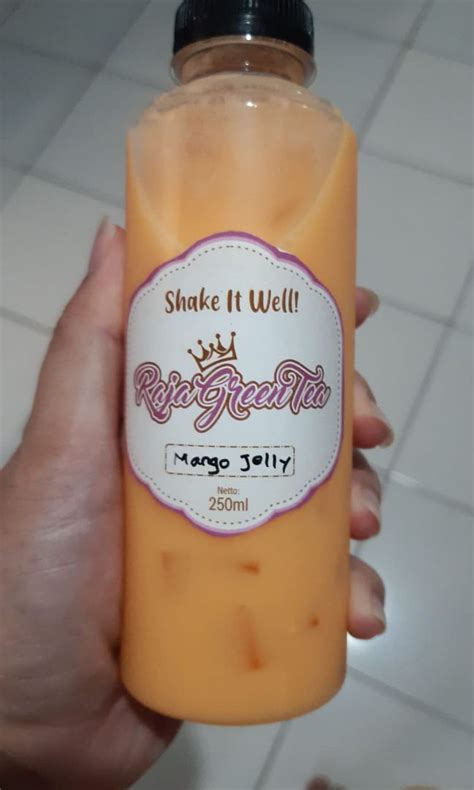 Shake It Well!
Raja Green Tea
Mango Jelly
Netto:
250ml